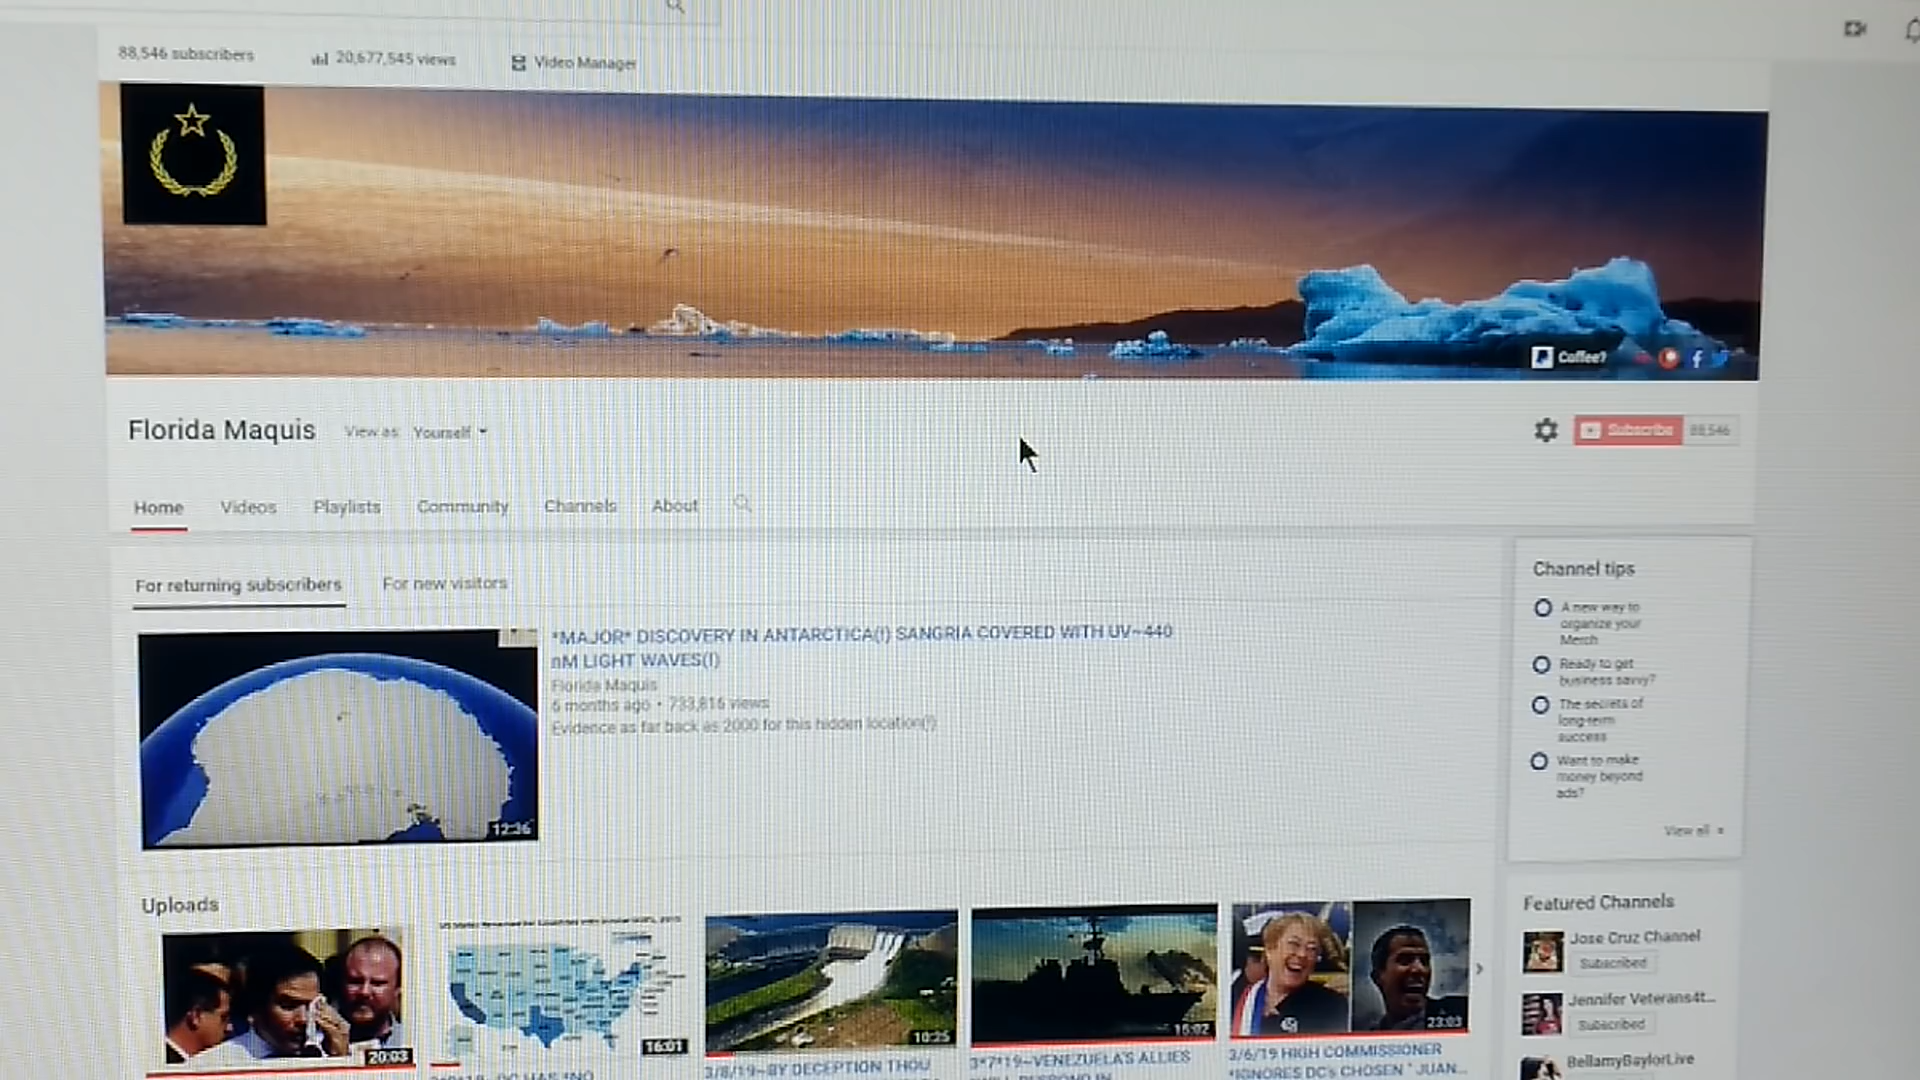 88,546 subscribers 20,677,545 views Video Manager
Coffee?
Florida Maquis View as: Yourself
Subscribe 88,546
Home Videos Playlists Community Channels About
For returning subscribers For new visitors
*MAJOR* DISCOVERY IN ANTARCTICA(!) SANGRIA COVERED WITH UV~440
nM LIGHT WAVES(!)
Florida Maquis
6 months ago • 733,816 views
Evidence as far back as 2000 for this hidden location(!)
12:36
Channel tips
A new way to
organize your
Merch
Ready to get
business savvy?
The secrets of
long-term
success
Want to make
money beyond
ads?
View all
Uploads
20:03
16:01
10:25
3/8/19~BY DECEPTION THOU
15:02
3*7*19~VENEZUELA'S ALLIES
WILL RESPOND IN
23:03
3/6/19 HIGH COMMISSIONER
*IGNORES DC's CHOSEN " JUAN...
Featured Channels
Jose Cruz Channel
Subscribed
Jennifer Veterans4t...
Subscribed
BellamyBaylorLive